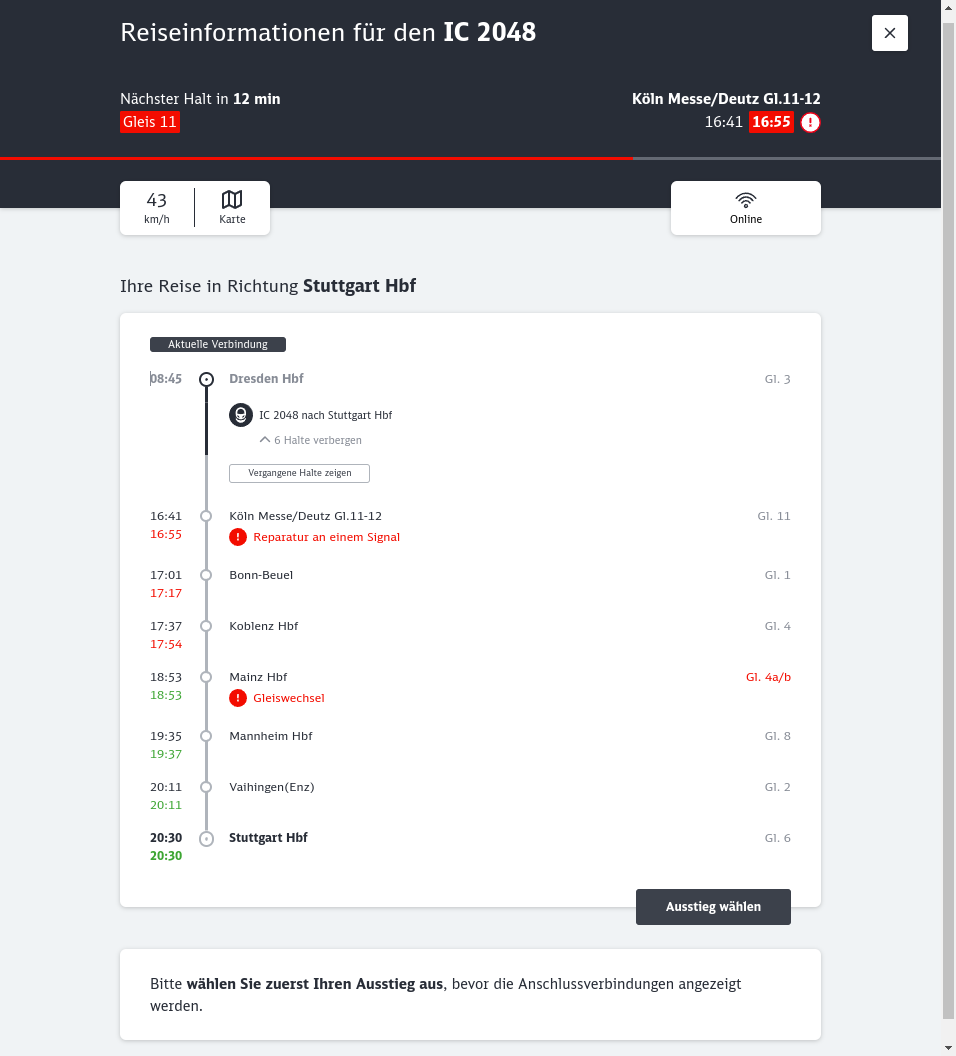 Reiseinformationen für den IC 2048
Nächster Halt in 12 min
Gleis 11
Köln Messe/Deutz Gl.11-12
16:41 16:55
43
km/h
Karte
Online
Ihre Reise in Richtung Stuttgart Hbf
Aktuelle Verbindung
08:45 Dresden Hbf Gl. 3
IC 2048 nach Stuttgart Hbf
6 Halte verbergen
Vergangene Halte zeigen
16:41 Köln Messe/Deutz Gl.11-12 Gl. 11
16:55 Reparatur an einem Signal
17:01 Bonn-Beuel Gl. 1
17:17
17:37 Koblenz Hbf Gl. 4
17:54
18:53 Mainz Hbf Gl. 4a/b
18:53 Gleiswechsel
19:35 Mannheim Hbf Gl. 8
19:37
20:11 Vaihingen(Enz) Gl. 2
20:11
20:30 Stuttgart Hbf Gl. 6
20:30
Ausstieg wählen
Bitte wählen Sie zuerst Ihren Ausstieg aus, bevor die Anschlussverbindungen angezeigt
werden.